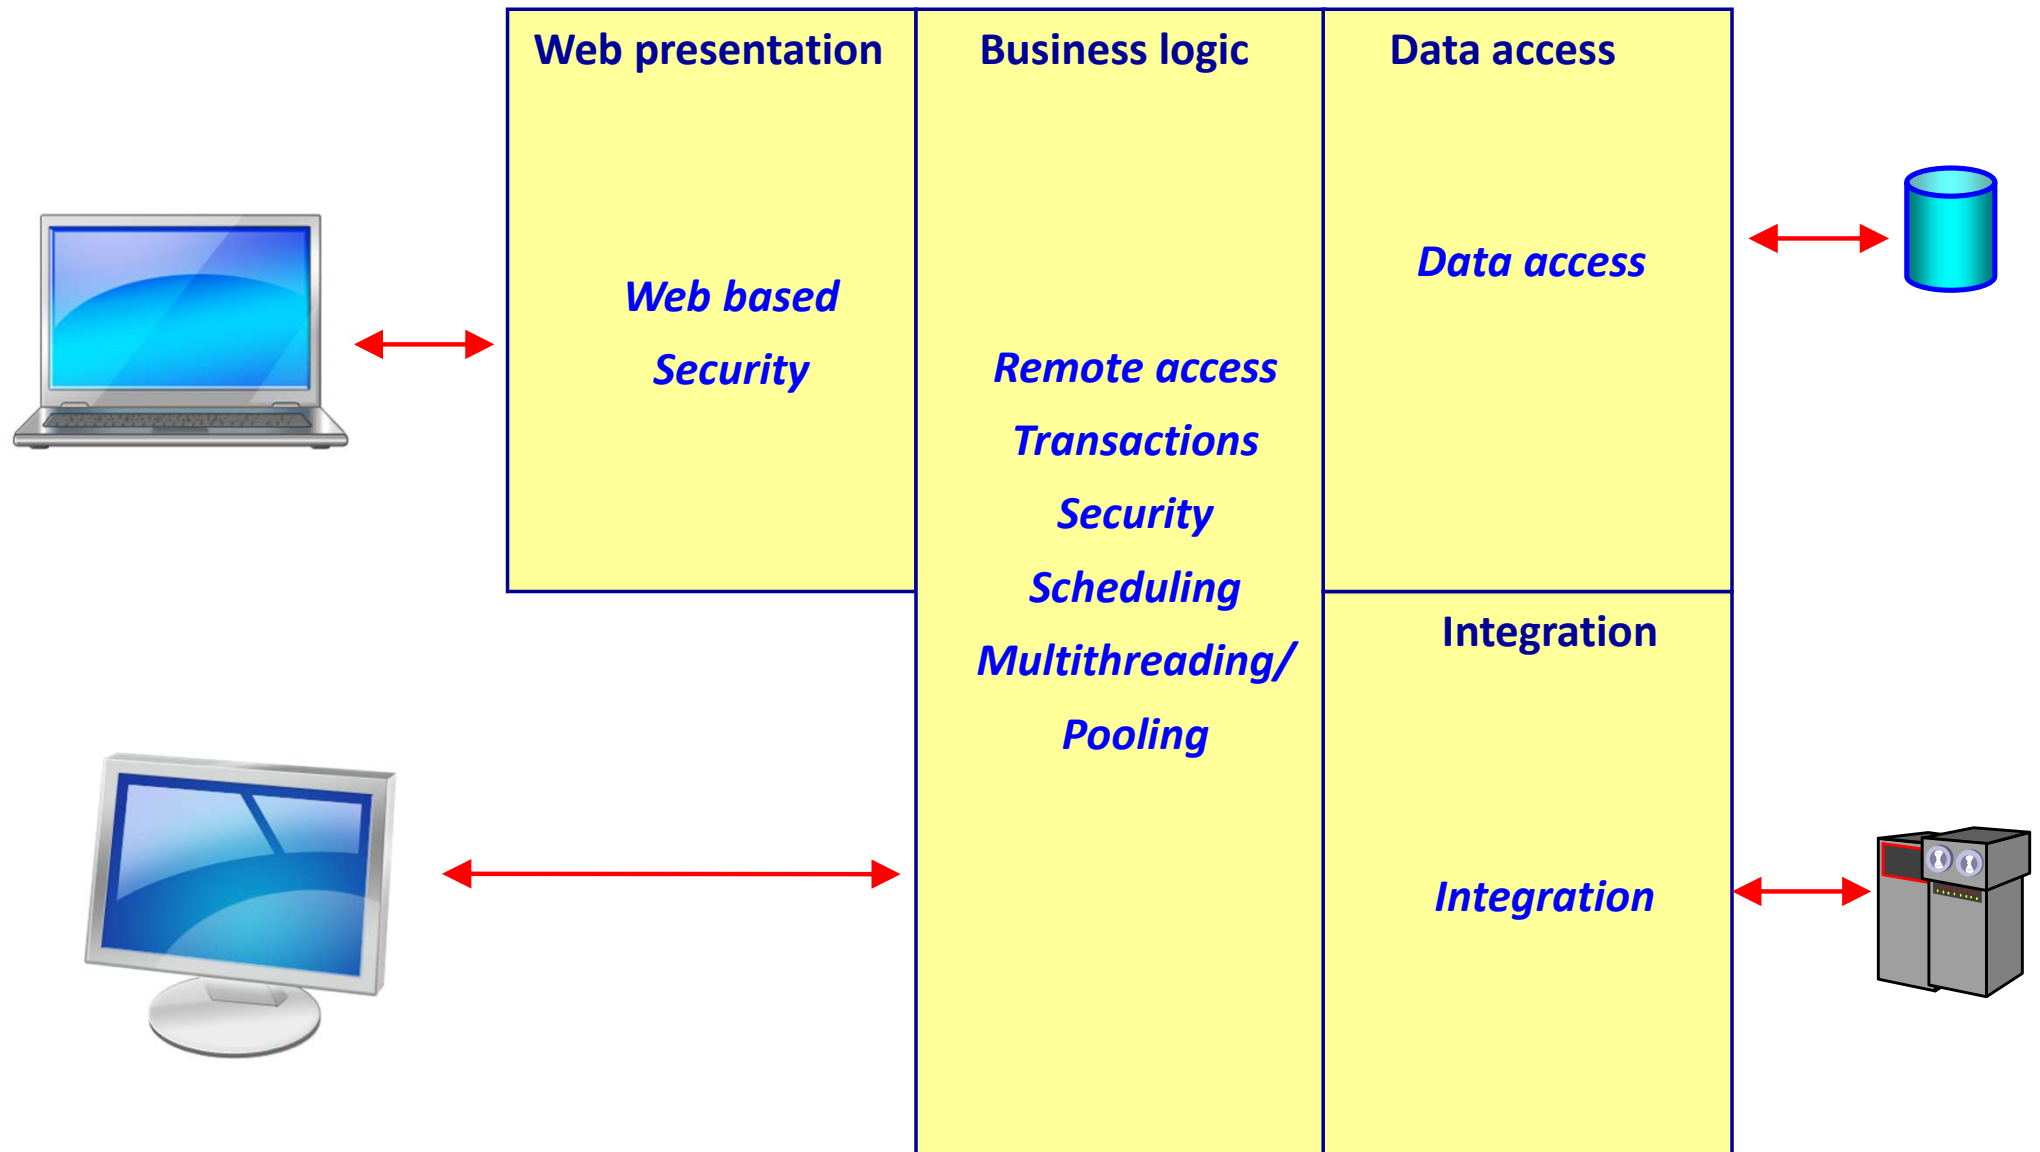 Web presentation
Web based
Security
Business logic
Remote access
Transactions
Security
Scheduling
Multithreading/
Pooling
Data access
Data access
Integration
Integration